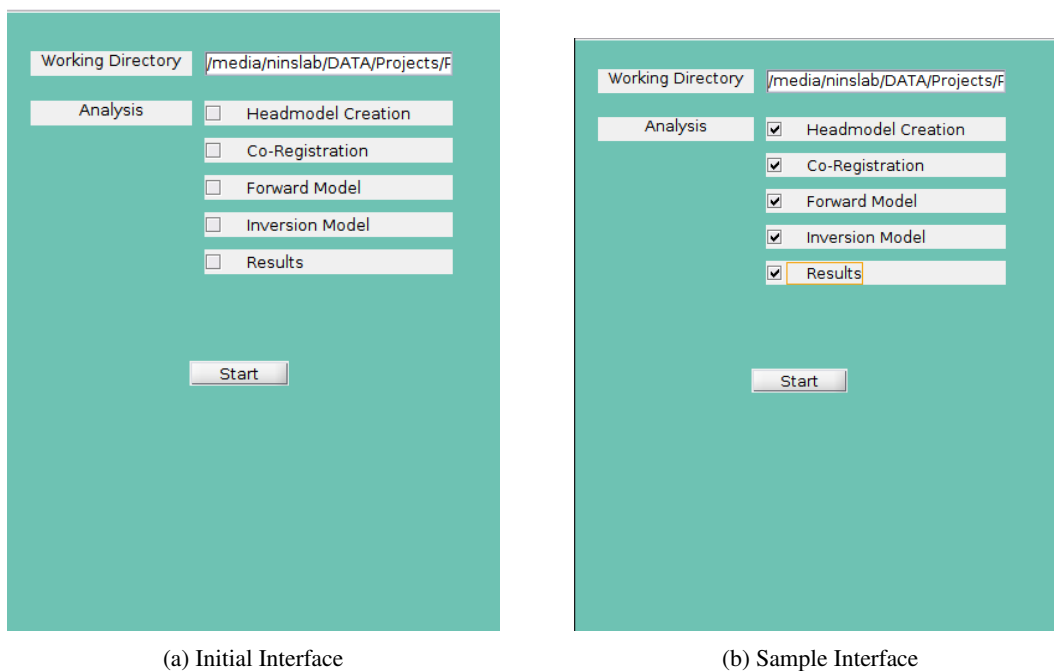 Working Directory /media/ninslab/DATA/Projects/F
Analysis Headmodel Creation
Co-Registration
Forward Model
Inversion Model
Results
Start
(a) Initial Interface
Working Directory /media/ninslab/DATA/Projects/F
Analysis Headmodel Creation
Co-Registration
Forward Model
Inversion Model
Results
Start
(b) Sample Interface